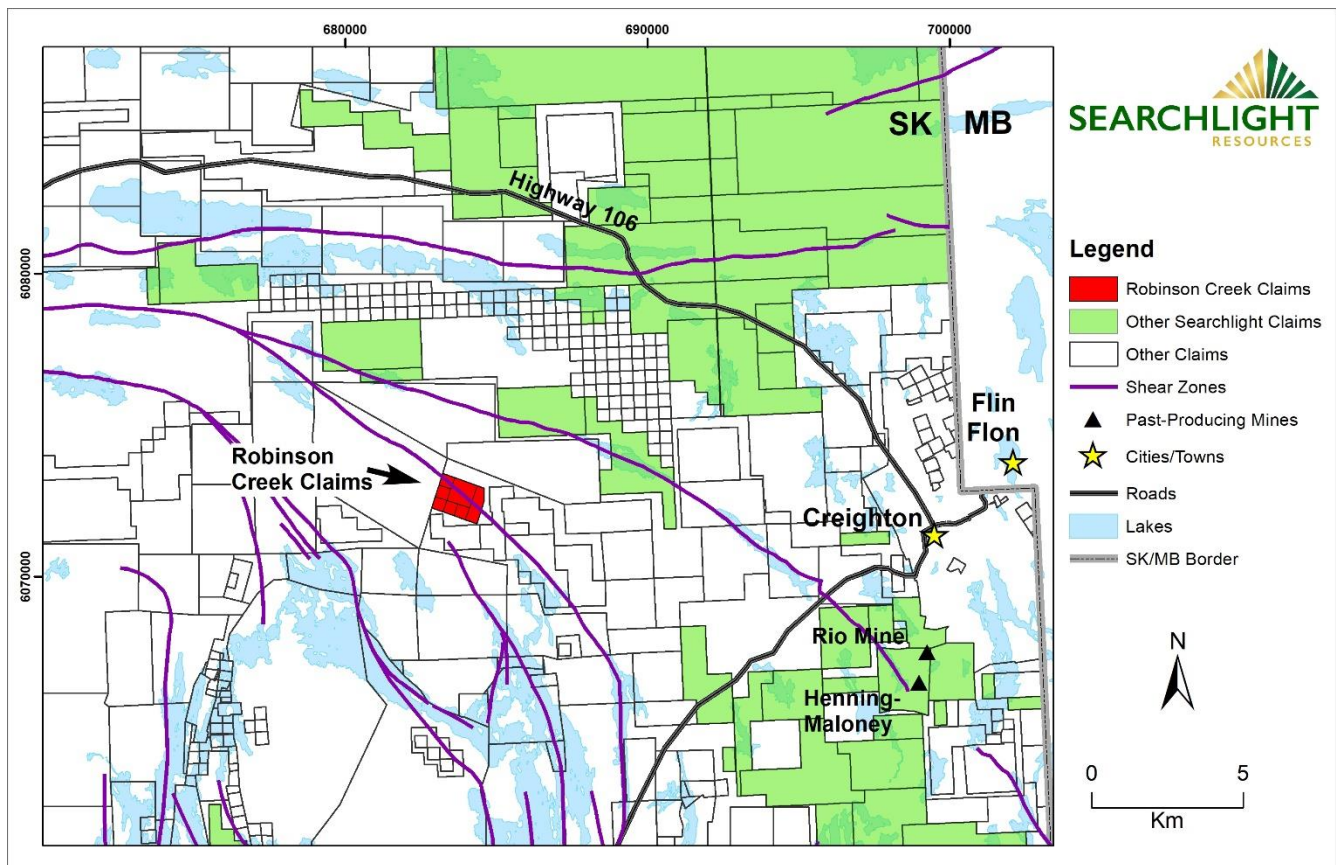 680000
690000
700000
6080000
6070000
SK
MB
Highway 106
Robinson
Creek Claims
Flin
Flon
Creighton
Rio Mine
Henning-
Maloney
SEARCHLIGHT
RESOURCES
Legend
Robinson Creek Claims
Other Searchlight Claims
Other Claims
Shear Zones
Past-Producing Mines
Cities/Towns
Roads
Lakes
SK/MB Border
N
0
5
Km